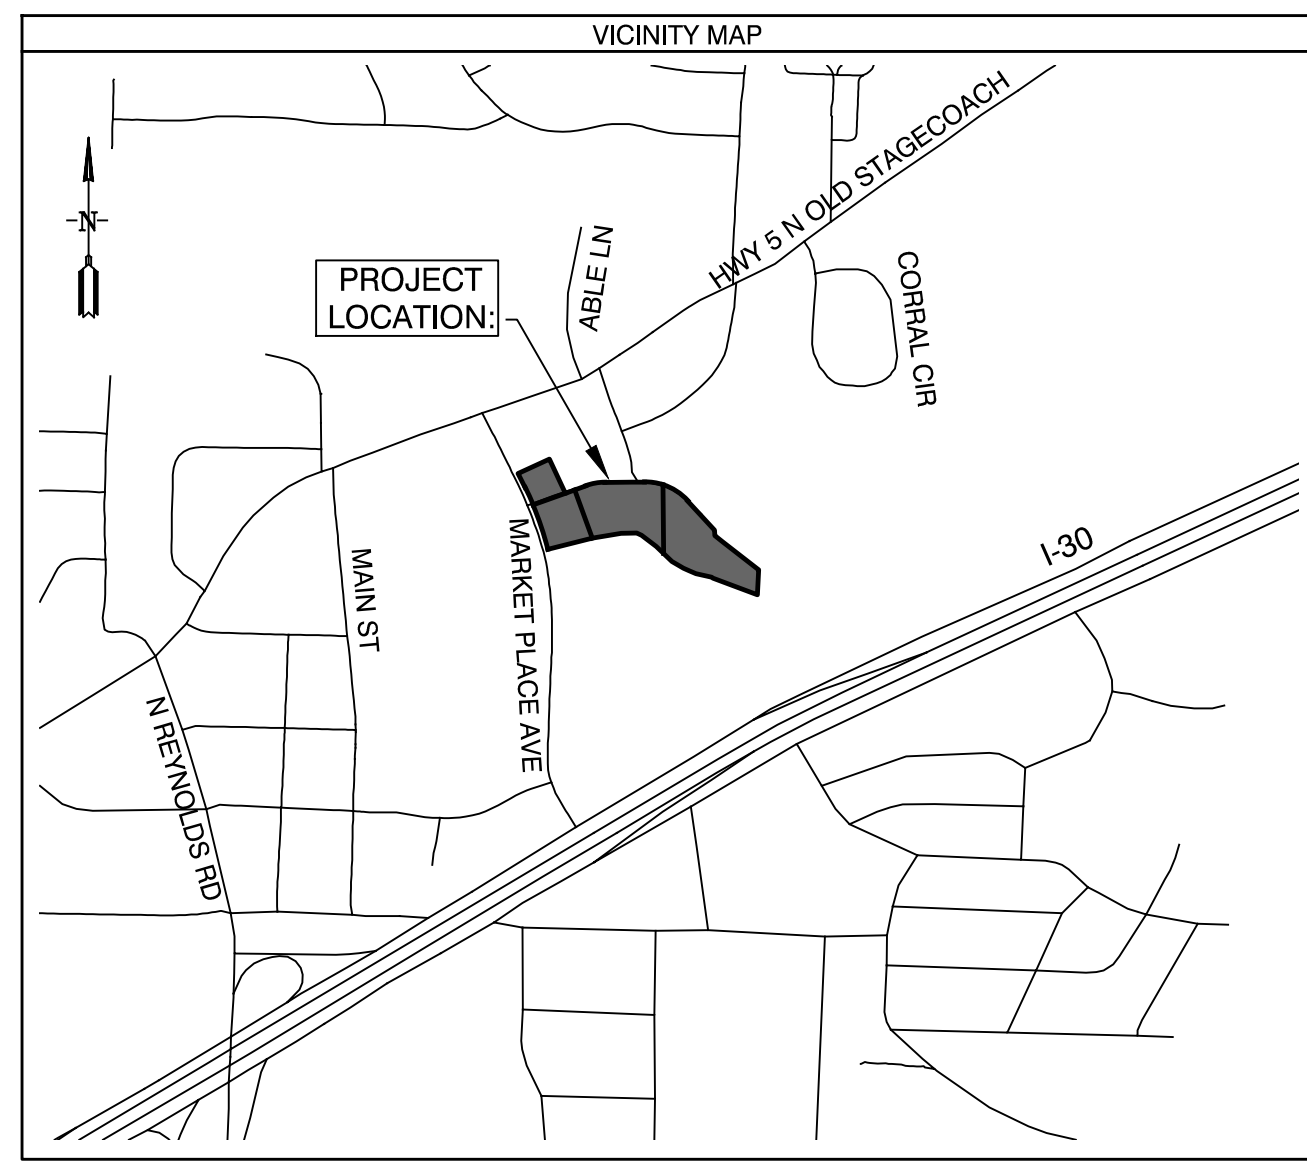 VICINITY MAP
HWY 5 N OLD STAGECOACH
-N-
ABLE LN
CORRAL CIR
PROJECT
LOCATION:
I-30
MAIN ST
MARKET PLACE AVE
N REYNOLDS RD